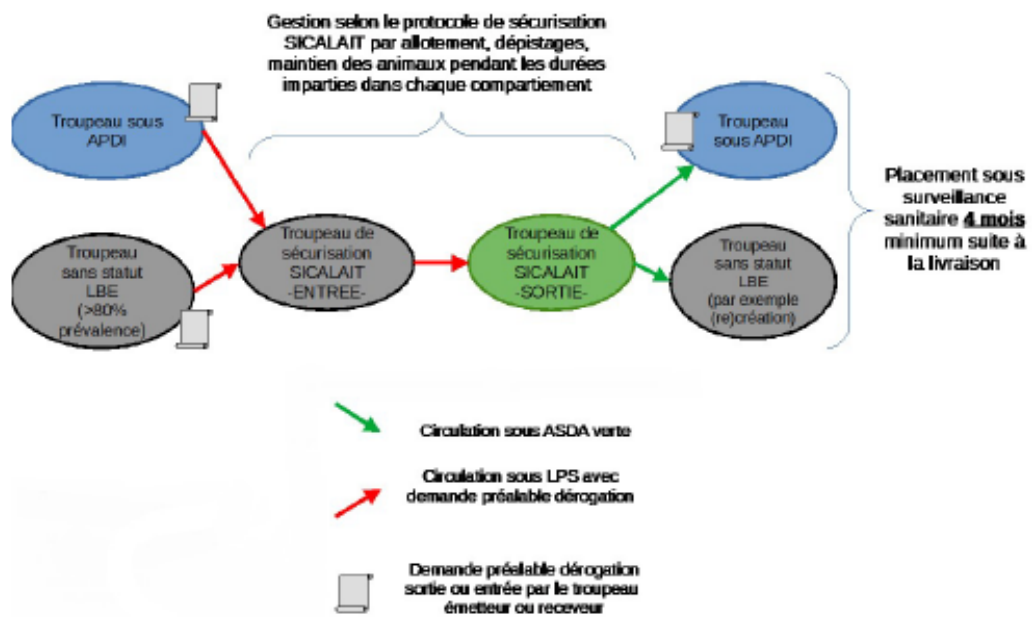 Gestion selon le protocole de sécurisation
SICALAIT par allotement, dépistages,
maintien des animaux pendant les durées
imparties dans chaque compartiement
Troupeau sous
APDI
Troupeau
sous APDI
Troupeau
sans statut
LBE
(>80%
prévalence)
Troupeau de
sécurisation
SICALAIT
-ENTREE-
Troupeau de
sécurisation
SICALAIT
-SORTIE-
Troupeau
sans statut
LBE
(par exemple
(re)création)
Placement sous
surveillance
sanitaire 4 mois
minimum suite à
la livraison
Circulation sous ASDA verte
Circulation sous LPS avec
demande préalable dérogation
Demande préalable dérogation
sortie ou entrée par le troupeau
émetteur ou receveur